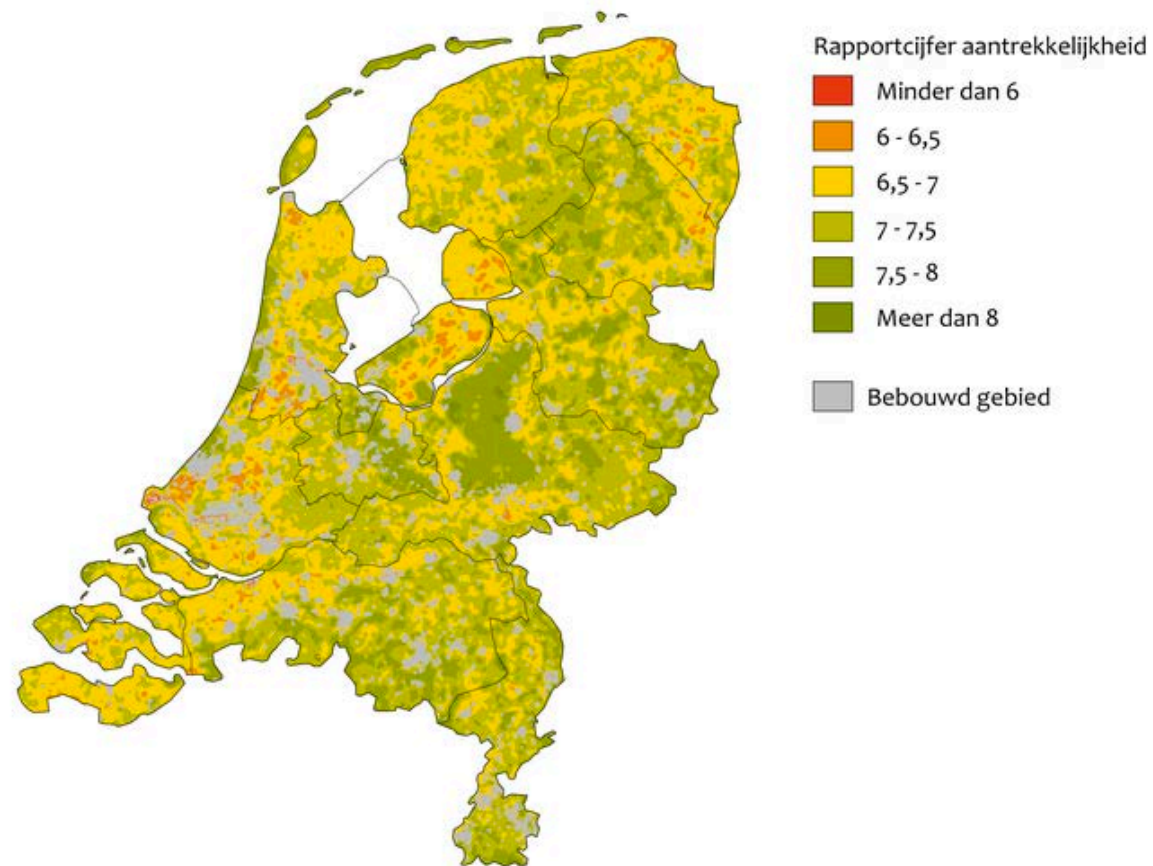 Rapportcijfer aantrekkelijkheid
Minder dan 6
6 - 6,5
6,5 - 7
7 - 7,5
7,5 - 8
Meer dan 8
Bebouwd gebied